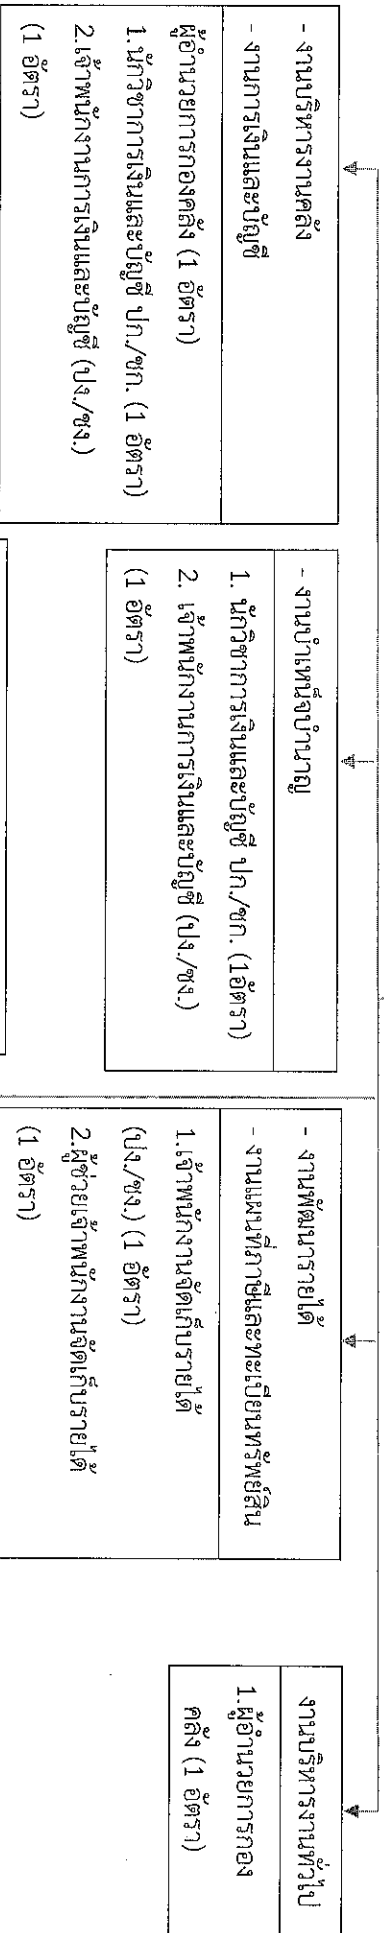 - งานบริหารงานคลัง
- งานการเงินและบัญชี
ผู้อำนวยการกองคลัง (1 อัตรา)
1.นักวิชาการเงินและบัญชี ปก./ชก. (1 อัตรา)
2.เจ้าพนักงานการเงินและบัญชี (ปง./ชง.)
(1 อัตรา)
- งานบำเหน็จบำนาญ
1. นักวิชาการเงินและบัญชี ปก./ชก. (1อัตรา)
2. เจ้าพนักงานการเงินและบัญชี (ปง./ชง.)
(1 อัตรา)
- งานพัฒนารายได้
- งานแผนที่ภาษีและทะเบียนทรัพย์สิน
1.เจ้าพนักงานจัดเก็บรายได้
(ปง./ชง.) (1 อัตรา)
2.ผู้ช่วยเจ้าพนักงานจัดเก็บรายได้
(1 อัตรา)
งานบริหารงานทั่วไป
1.ผู้อำนวยการกอง
คลัง (1 อัตรา)